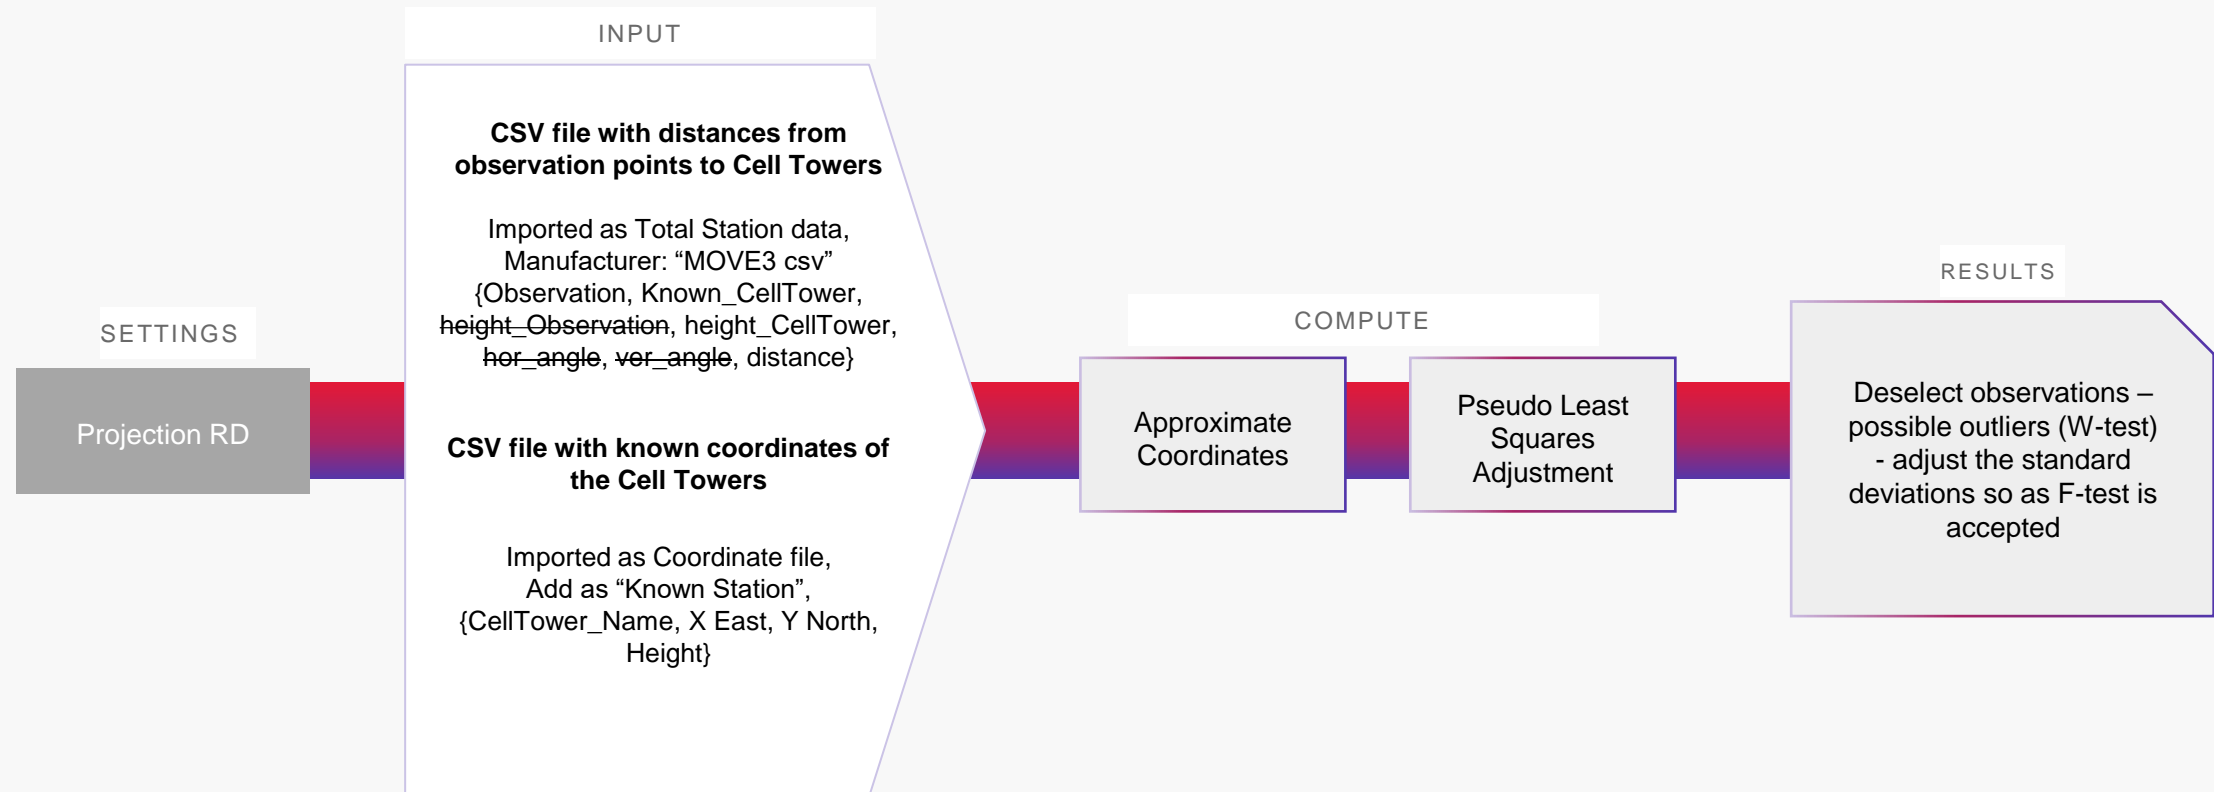 SETTINGS
Projection RD
INPUT
CSV file with distances from
observation points to Cell Towers
Imported as Total Station data,
Manufacturer: “MOVE3 csv”
{Observation, Known_CellTower,
height_Observation, height_CellTower,
hor_angle, ver_angle, distance}
CSV file with known coordinates of
the Cell Towers
Imported as Coordinate file,
Add as “Known Station”,
{CellTower_Name, X East, Y North,
Height}
COMPUTE
Approximate
Coordinates
Pseudo Least
Squares
Adjustment
RESULTS
Deselect observations –
possible outliers (W-test)
- adjust the standard
deviations so as F-test is
accepted